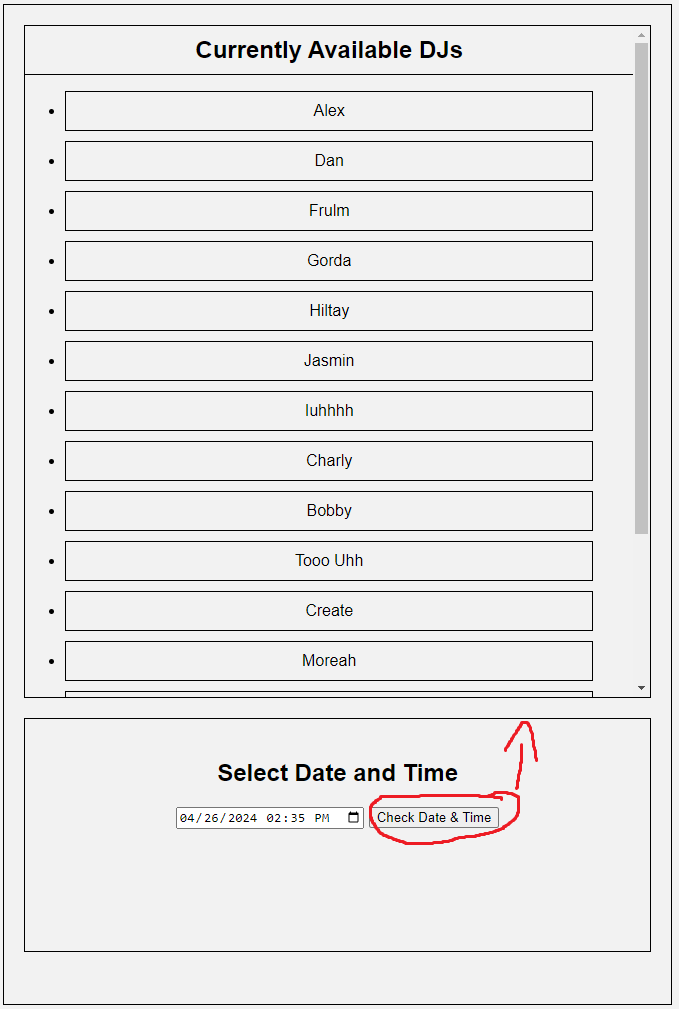 Currently Available DJs
Alex
Dan
Frulm
Gorda
Hiltay
Jasmin
Iuhhhh
Charly
Bobby
Tooo Uhh
Create
Moreah
Select Date and Time
04/26/2024 02:35 PM Check Date & Time